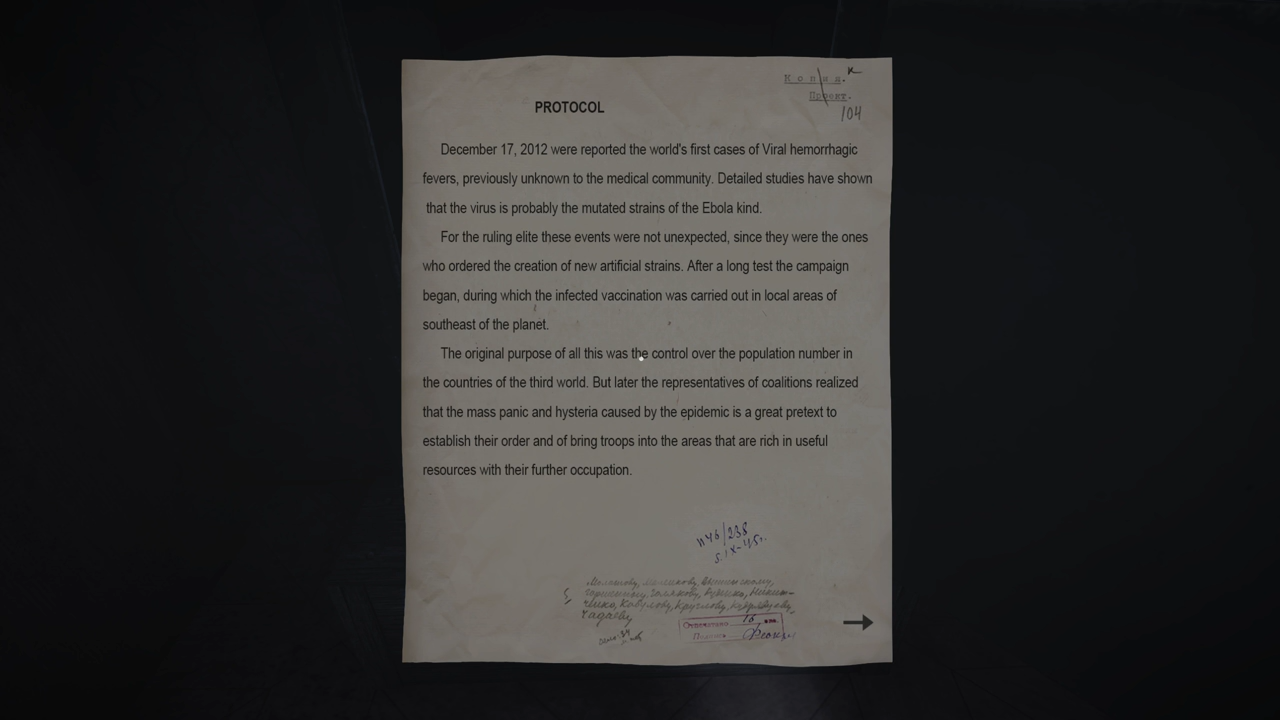 Копия.
Проект.
104
PROTOCOL
December 17, 2012 were reported the world's first cases of Viral hemorrhagic
fevers, previously unknown to the medical community. Detailed studies have shown
that the virus is probably the mutated strains of the Ebola kind.
For the ruling elite these events were not unexpected, since they were the ones
who ordered the creation of new artificial strains. After a long test the campaign
began, during which the infected vaccination was carried out in local areas of
southeast of the planet.
The original purpose of all this was the control over the population number in
the countries of the third world. But later the representatives of coalitions realized
that the mass panic and hysteria caused by the epidemic is a great pretext to
establish their order and of bring troops into the areas that are rich in useful
resources with their further occupation.
Круглову,
Чадаеву